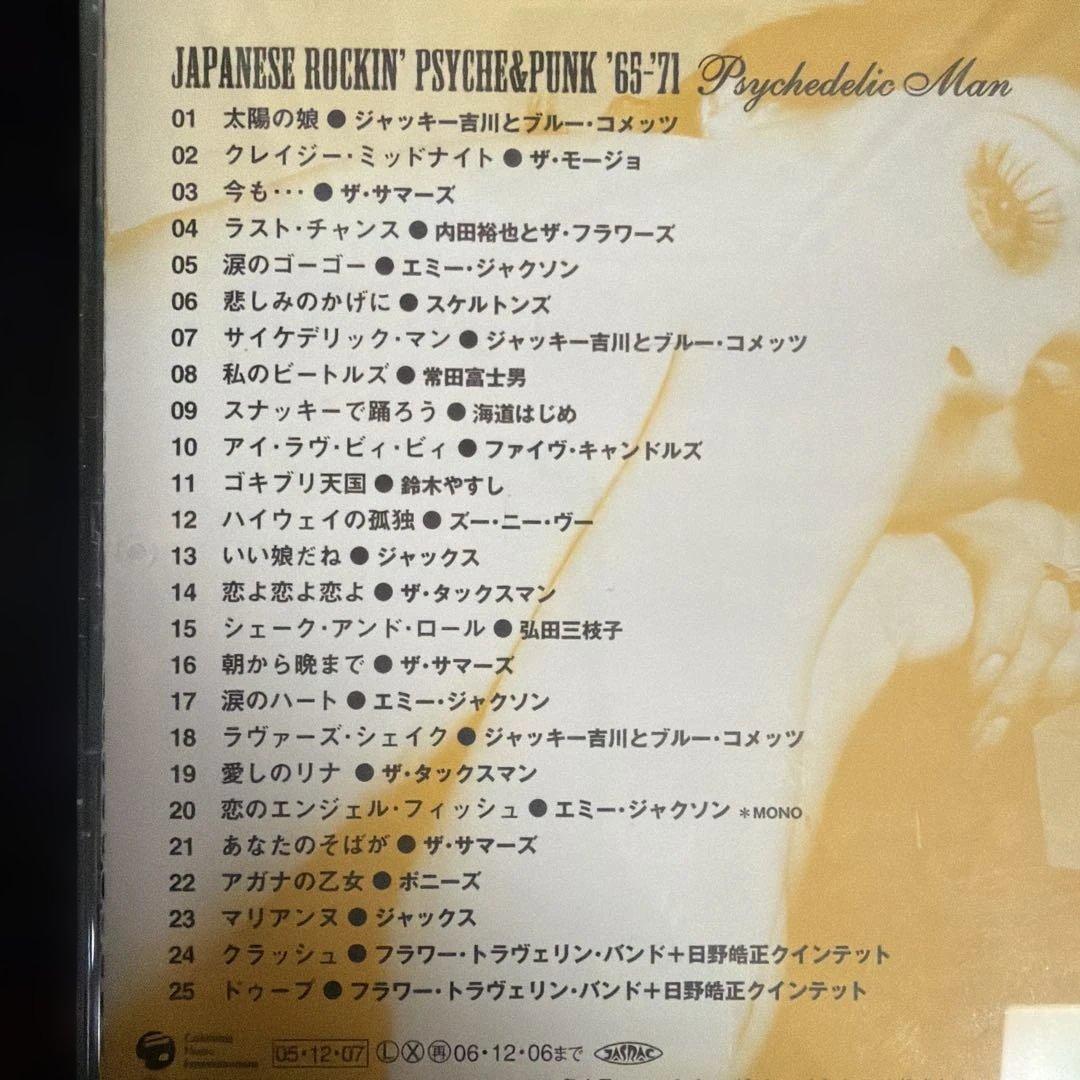 JAPANESE ROCKIN' PSYCHE&PUNK '65-'71 Psychedelic Man
01 太陽の娘●ジャッキー吉川とブルー・コメッツ
02 クレイジー・ミッドナイト●ザ・モージョ
03 今も・・・●ザ・サマーズ
04 ラスト・チャンス●内田裕也とザ・フラワーズ
05 涙のゴーゴー●エミー・ジャクソン
06 悲しみのかげに●スケルトンズ
07 サイケデリック・マン●ジャッキー吉川とブルー・コメッツ
08 私のビートルズ●常田富士男
09 スナッキーで踊ろう●海道はじめ
10 アイ・ラヴ・ビィ・ビィ●ファイヴ・キャンドルズ
11 ゴキブリ天国●鈴木やすし
12 ハイウェイの孤独●ズー・ニー・ヴー
13 いい娘だね●ジャックス
14 恋よ恋よ恋よ●ザ・タックスマン
15 シェーク・アンド・ロール●弘田三枝子
16 朝から晩まで●ザ・サマーズ
17 涙のハート●エミー・ジャクソン
18 ラヴァーズ・シェイク●ジャッキー吉川とブルー・コメッツ
19 愛しのリナ●ザ・タックスマン
20 恋のエンジェル・フィッシュ●エミー・ジャクソン *MONO
21 あなたのそばが●ザ・サマーズ
22 アガナの乙女●ポニーズ
23 マリアンヌ●ジャックス
24 クラッシュ●フラワー・トラヴェリン・バンド+日野皓正クインテット
25 ドゥープ●フラワー・トラヴェリン・バンド+日野皓正クインテット
05・12・07 Ⓛ Ⓧ ㊢06・12・06まで JASRAC